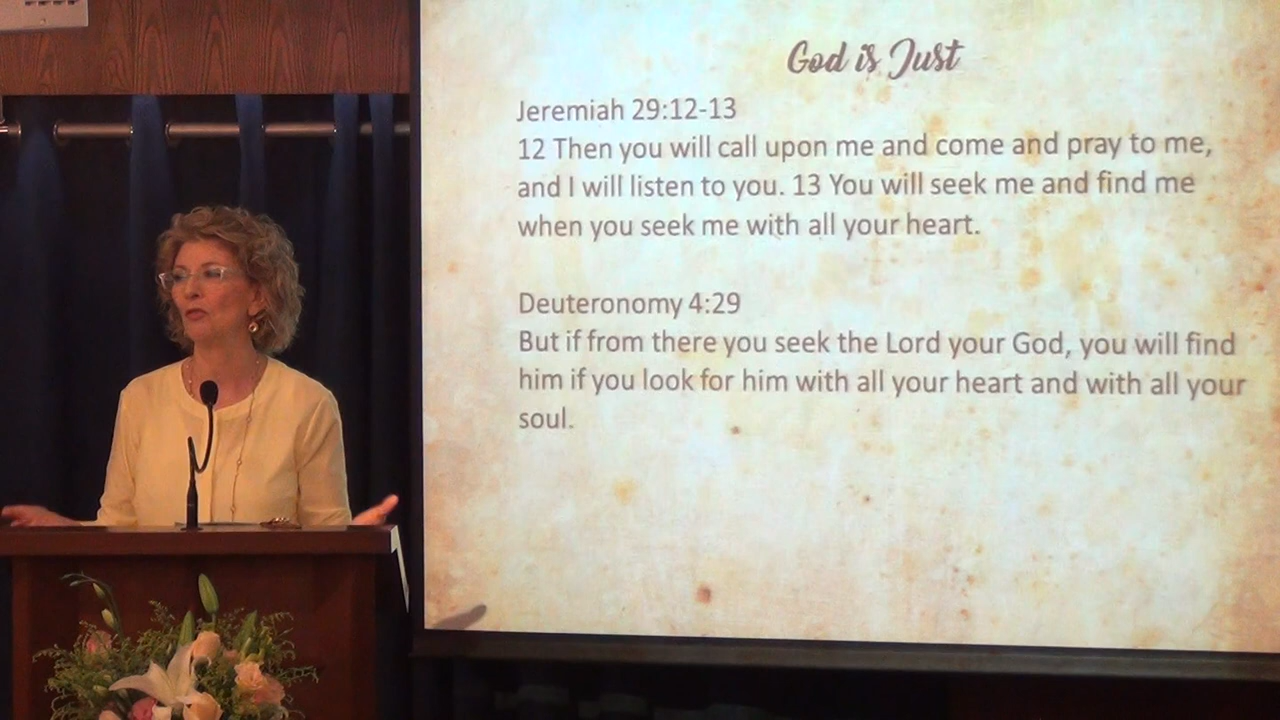 God is Just
Jeremiah 29:12-13
12 Then you will call upon me and come and pray to me,
and I will listen to you. 13 You will seek me and find me
when you seek me with all your heart.
Deuteronomy 4:29
But if from there you seek the Lord your God, you will find
him if you look for him with all your heart and with all your
soul.